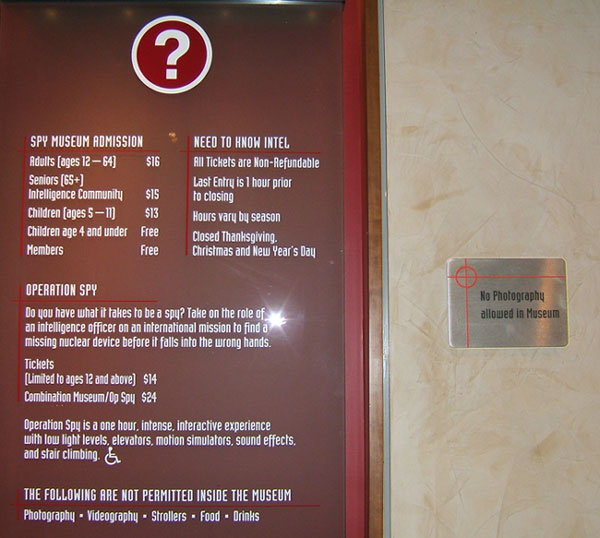 ?
SPY MUSEUM ADMISSION
Adults (ages 12 — 64) $16
Seniors (65+)
Intelligence Community $15
Children (ages 5 — 11) $13
Children age 4 and under Free
Members Free
NEED TO KNOW INTEL
All Tickets are Non-Refundable
Last Entry is 1 hour prior
to closing
Hours vary by season
Closed Thanksgiving,
Christmas and New Year's Day
OPERATION SPY
Do you have what it takes to be a spy? Take on the role of
an intelligence officer on an international mission to find a
missing nuclear device before it falls into the wrong hands.
Tickets
(Limited to ages 12 and above) $14
Combination Museum/Op Spy $24
Operation Spy is a one hour, intense, interactive experience
with low light levels, elevators, motion simulators, sound effects,
and stair climbing.
THE FOLLOWING ARE NOT PERMITTED INSIDE THE MUSEUM
Photography ▪ Videography ▪ Strollers ▪ Food ▪ Drinks
No Photography
allowed in Museum